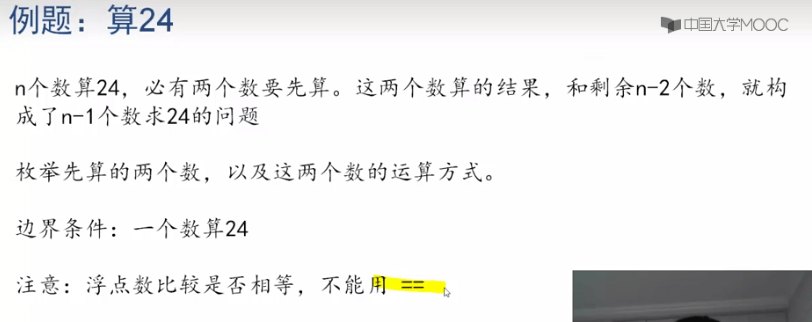 例题：算24
中国大学MOOC
n个数算24，必有两个数要先算。这两个数算的结果，和剩余n-2个数，就构
成了n-1个数求24的问题
枚举先算的两个数，以及这两个数的运算方式。
边界条件：一个数算24
注意：浮点数比较是否相等，不能用 ==